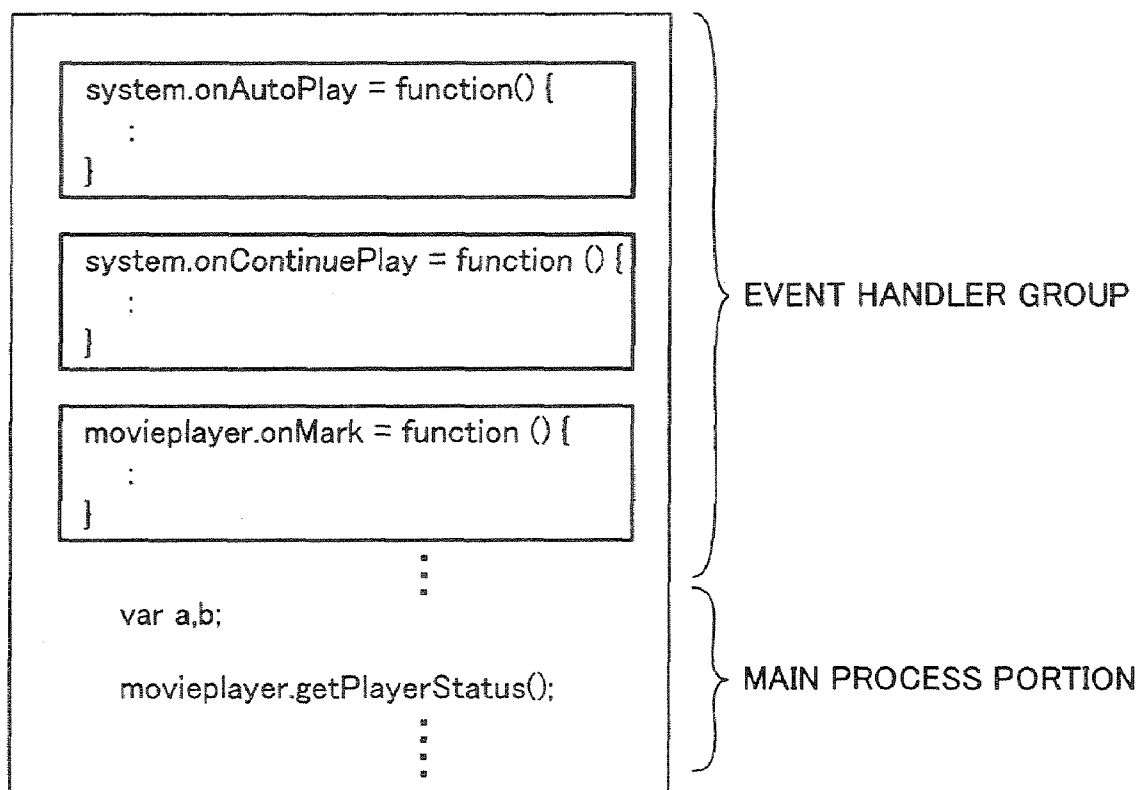 system.onAutoPlay = function() {
:
}
system.onContinuePlay = function () {
:
}
movieplayer.onMark = function () {
:
}
EVENT HANDLER GROUP
var a,b;
movieplayer.getPlayerStatus();
MAIN PROCESS PORTION